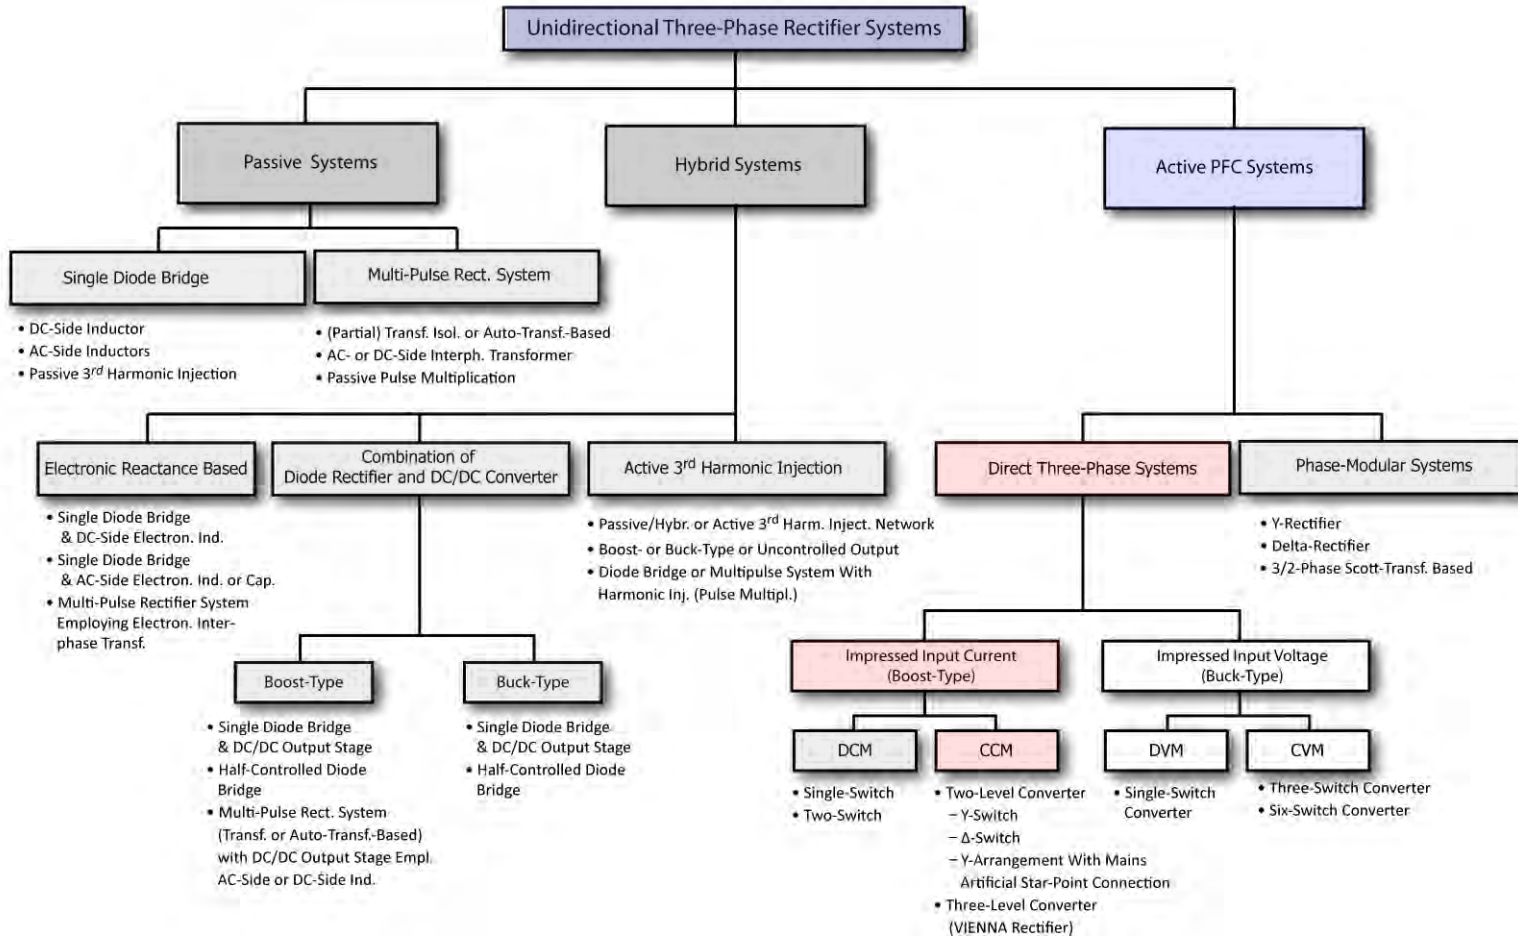 Unidirectional Three-Phase Rectifier Systems
Passive Systems
Hybrid Systems
Active PFC Systems
Single Diode Bridge
Multi-Pulse Rect. System
• DC-Side Inductor
• AC-Side Inductors
• Passive 3rd Harmonic Injection
• (Partial) Transf. Isol. or Auto-Transf.-Based
• AC- or DC-Side Interph. Transformer
• Passive Pulse Multiplication
Electronic Reactance Based
Combination of
Diode Rectifier and DC/DC Converter
Active 3rd Harmonic Injection
Direct Three-Phase Systems
Phase-Modular Systems
• Single Diode Bridge
& DC-Side Electron. Ind.
• Single Diode Bridge
& AC-Side Electron. Ind. or Cap.
• Multi-Pulse Rectifier System
Employing Electron. Inter-
phase Transf.
• Passive/Hybr. or Active 3rd Harm. Inject. Network
• Boost- or Buck-Type or Uncontrolled Output
• Diode Bridge or Multipulse System With
Harmonic Inj. (Pulse Multipl.)
• Y-Rectifier
• Delta-Rectifier
• 3/2-Phase Scott-Transf. Based
Boost-Type
Buck-Type
• Single Diode Bridge
& DC/DC Output Stage
• Half-Controlled Diode
Bridge
• Multi-Pulse Rect. System
(Transf. or Auto-Transf.-Based)
with DC/DC Output Stage Empl.
AC-Side or DC-Side Ind.
• Single Diode Bridge
& DC/DC Output Stage
• Half-Controlled Diode
Bridge
Impressed Input Current
(Boost-Type)
Impressed Input Voltage
(Buck-Type)
DCM
CCM
DVM
CVM
• Single-Switch
• Two-Switch
• Two-Level Converter
– Y-Switch
– Δ-Switch
– Y-Arrangement With Mains
Artificial Star-Point Connection
• Three-Level Converter
(VIENNA Rectifier)
• Single-Switch
Converter
• Three-Switch Converter
• Six-Switch Converter